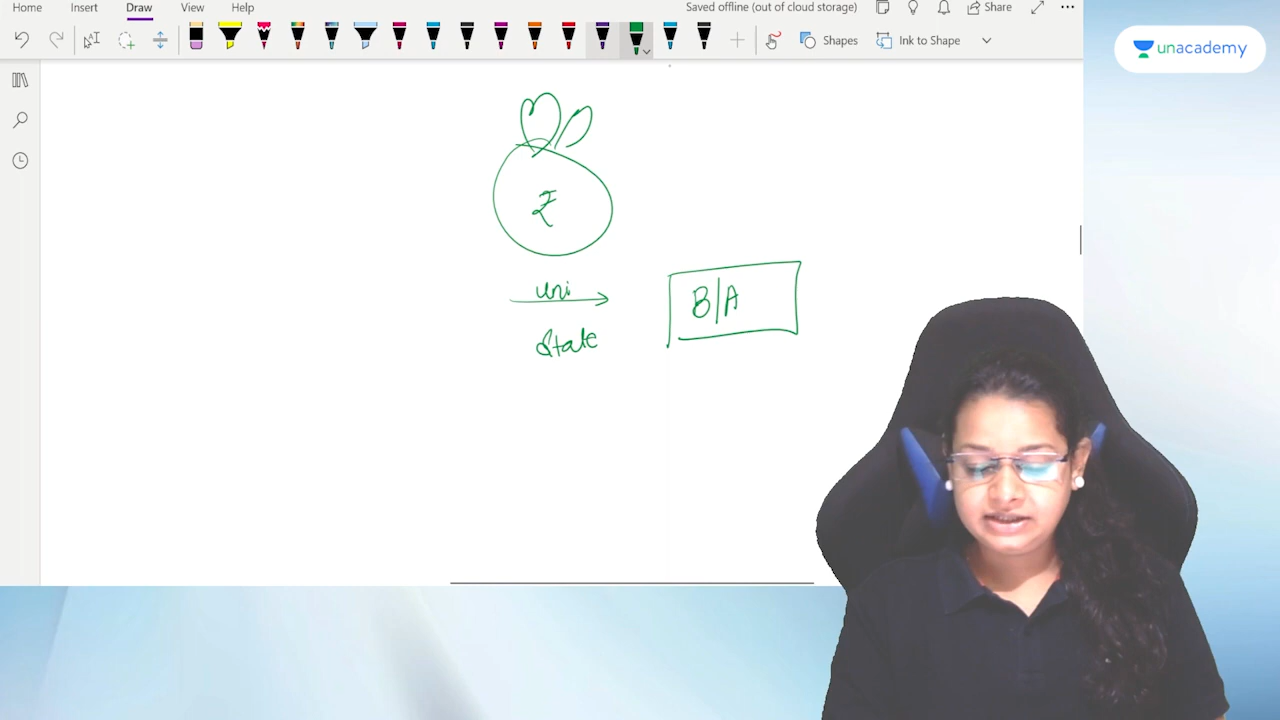 Home Insert Draw View Help Saved offline (out of cloud storage) Share
Shapes Ink to Shape
unacademy
₹
uni
State
B|A